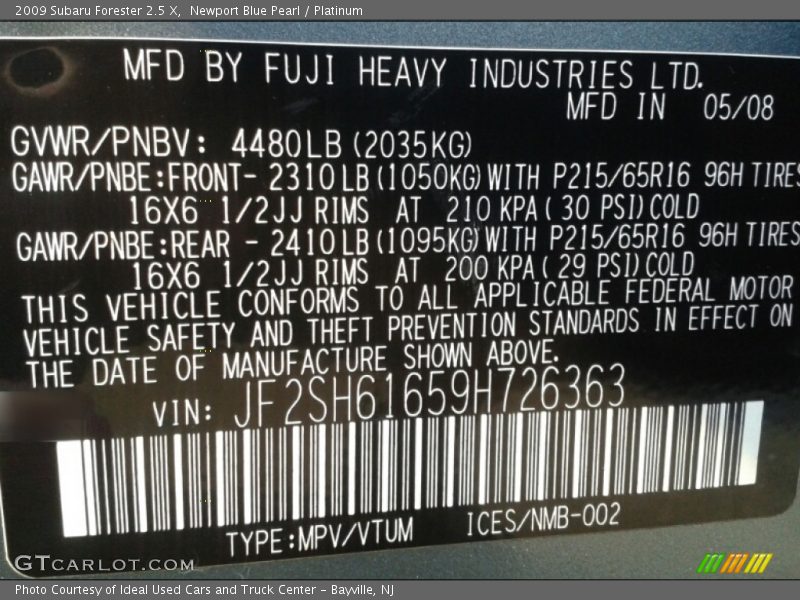 2009 Subaru Forester 2.5 X,  Newport Blue Pearl / Platinum
MFD BY FUJI HEAVY INDUSTRIES LTD.
MFD IN 05/08
GVWR/PNBV: 4480LB (2035KG)
GAWR/PNBE:FRONT- 2310LB(1050KG)WITH P215/65R16 96H TIRES
16X6 1/2JJ RIMS AT 210 KPA( 30 PSI)COLD
GAWR/PNBE:REAR - 2410LB(1095KG)WITH P215/65R16 96H TIRES
16X6 1/2JJ RIMS AT 200 KPA( 29 PSI)COLD
THIS VEHICLE CONFORMS TO ALL APPLICABLE FEDERAL MOTOR
VEHICLE SAFETY AND THEFT PREVENTION STANDARDS IN EFFECT ON
THE DATE OF MANUFACTURE SHOWN ABOVE.
VIN: JF2SH61659H726363
TYPE:MPV/VTUM ICES/NMB-002
GTCARLOT.COM
Photo Courtesy of Ideal Used Cars and Truck Center – Bayville, NJ